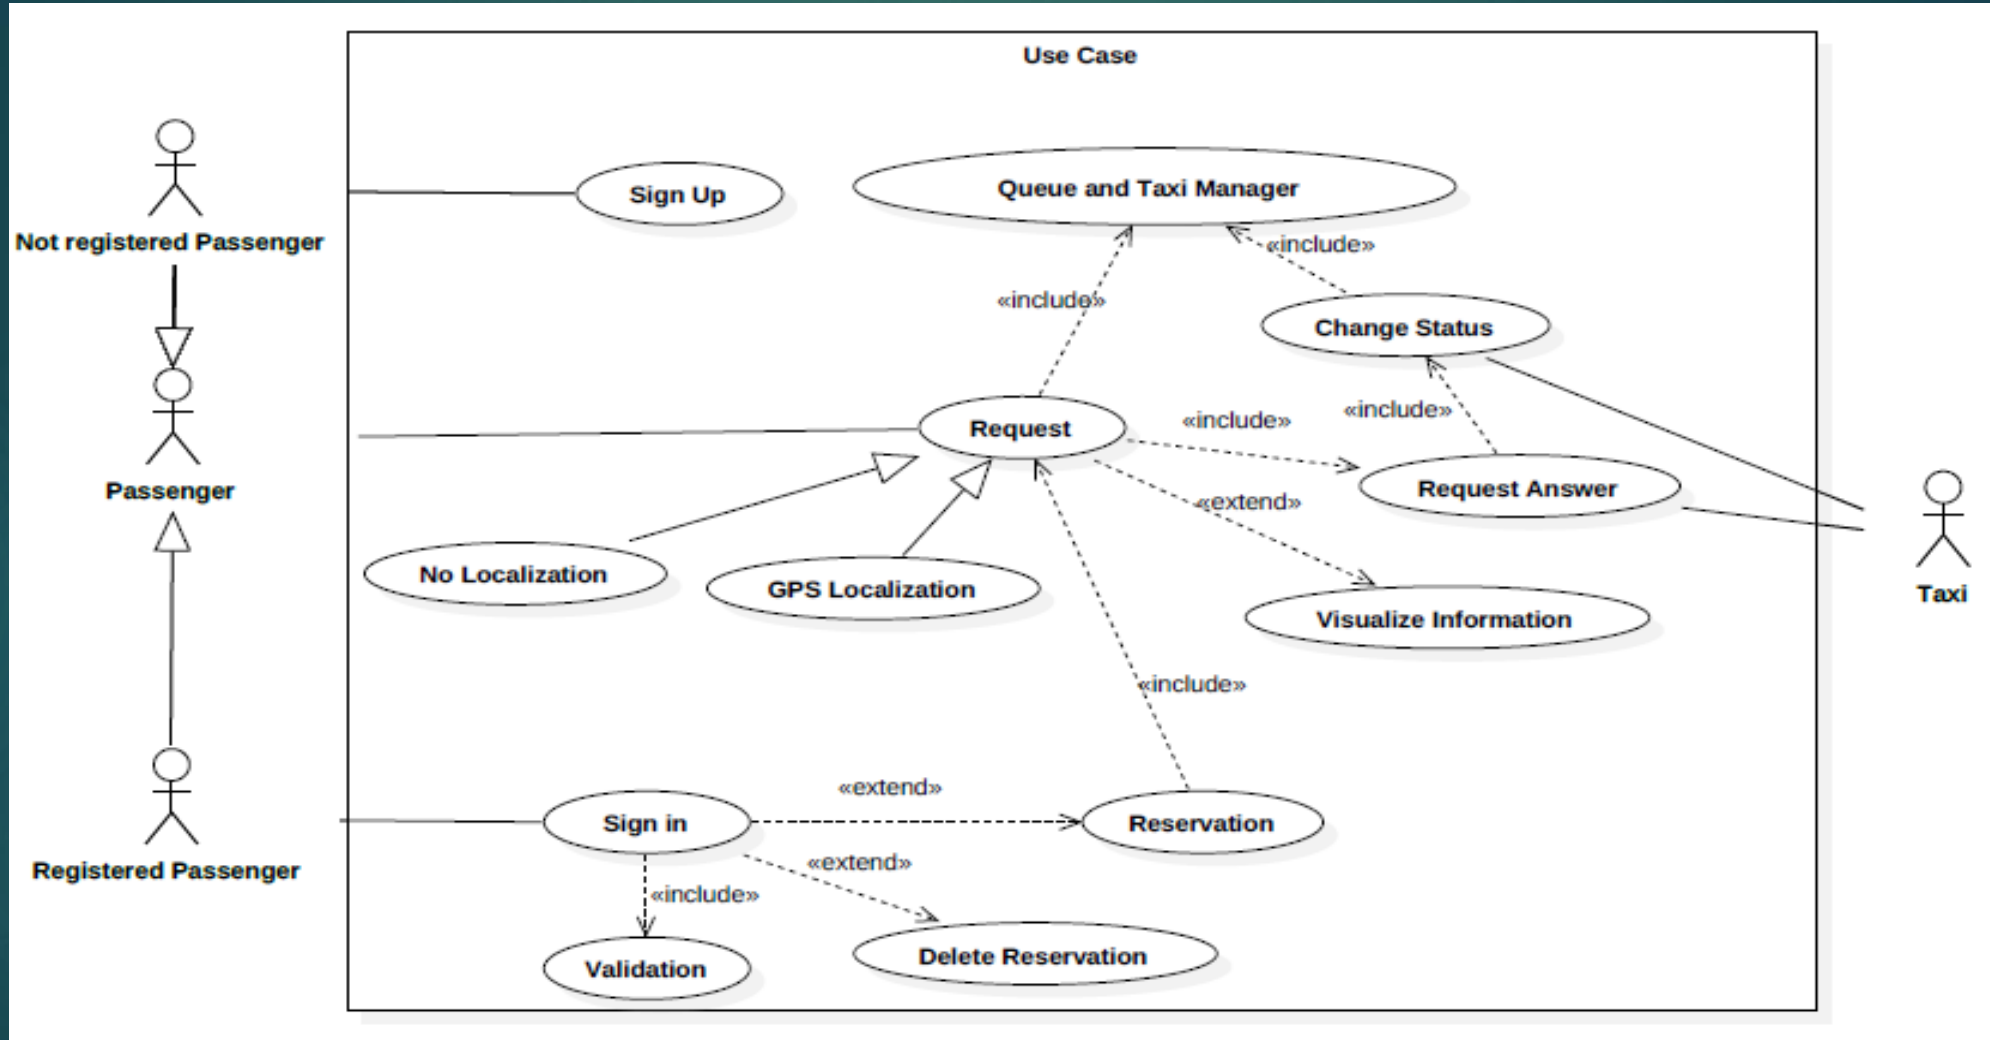 Use Case
Sign Up
Queue and Taxi Manager
Not registered Passenger
«include»
«include»
Change Status
Request
«include»
«include»
Passenger
Request Answer
«extend»
No Localization
GPS Localization
Visualize Information
Taxi
«include»
«extend»
Sign in
Reservation
Registered Passenger
«extend»
«include»
Delete Reservation
Validation